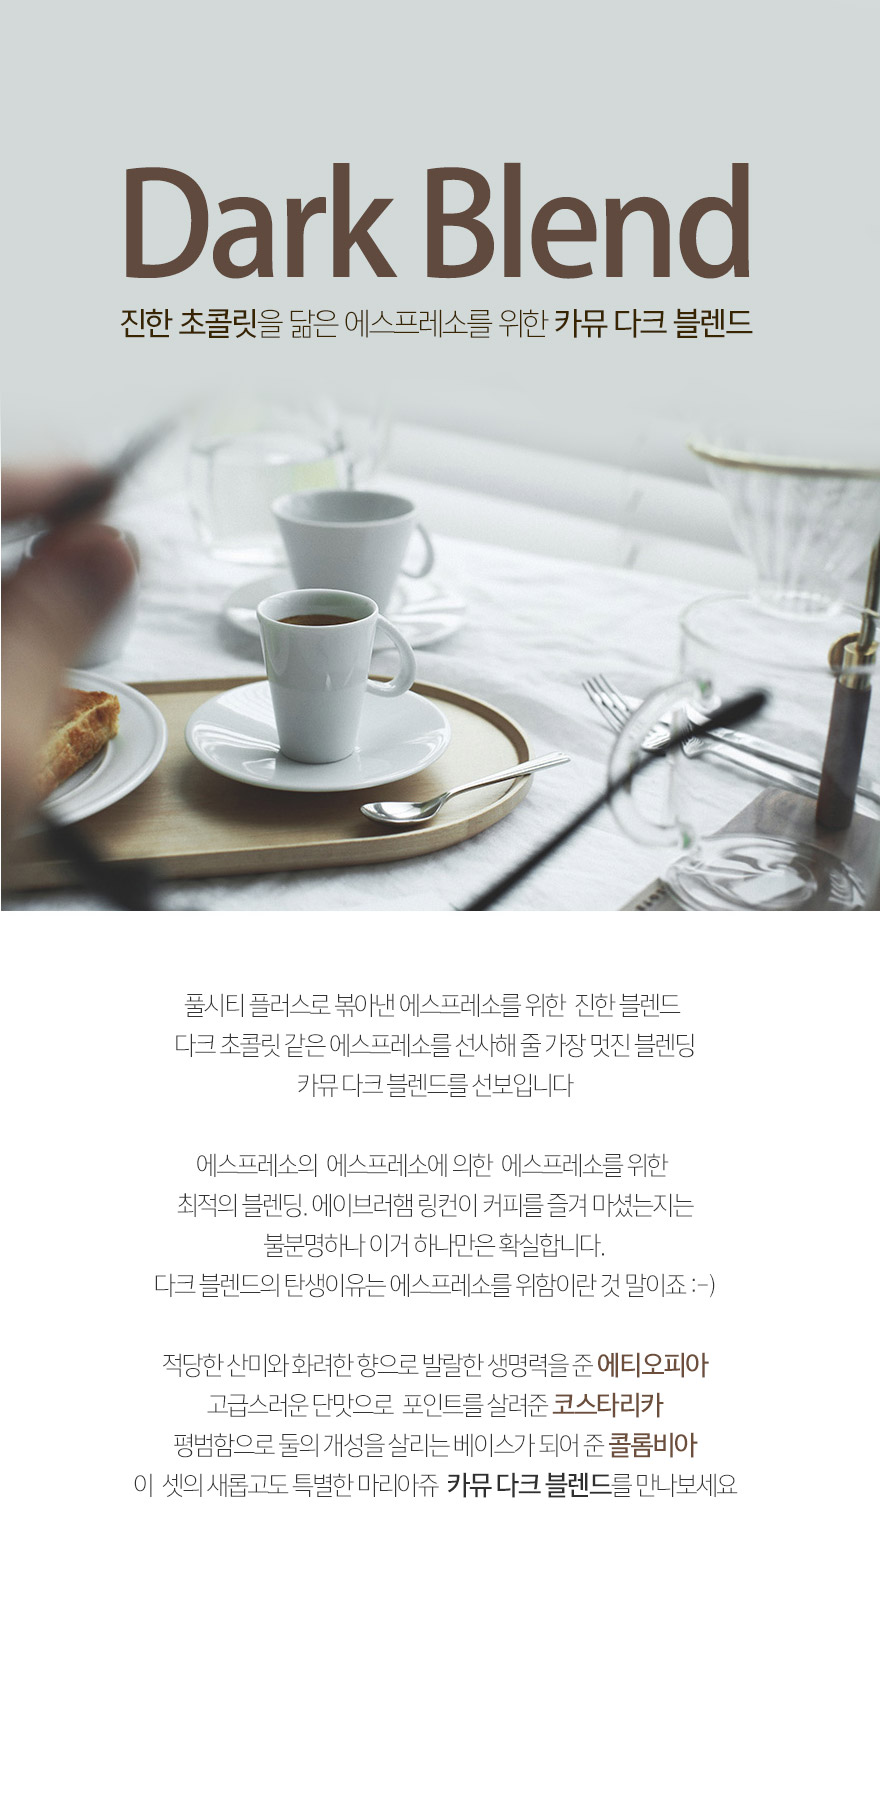 Dark Blend
진한 초콜릿을 닮은 에스프레소를 위한 카뮤 다크 블렌드
풀시티 플러스로 볶아낸 에스프레소를 위한 진한 블렌드
다크 초콜릿 같은 에스프레소를 선사해 줄 가장 멋진 블렌딩
카뮤 다크 블렌드를 선보입니다
에스프레소의 에스프레소에 의한 에스프레소를 위한
최적의 블렌딩. 에이브러햄 링컨이 커피를 즐겨 마셨는지는
불분명하나 이거 하나만은 확실합니다.
다크 블렌드의 탄생이유는 에스프레소를 위함이란 것 말이죠 :-)
적당한 산미와 화려한 향으로 발랄한 생명력을 준 에티오피아
고급스러운 단맛으로 포인트를 살려준 코스타리카
평범함으로 둘의 개성을 살리는 베이스가 되어 준 콜롬비아
이 셋의 새롭고도 특별한 마리아쥬 카뮤 다크 블렌드를 만나보세요